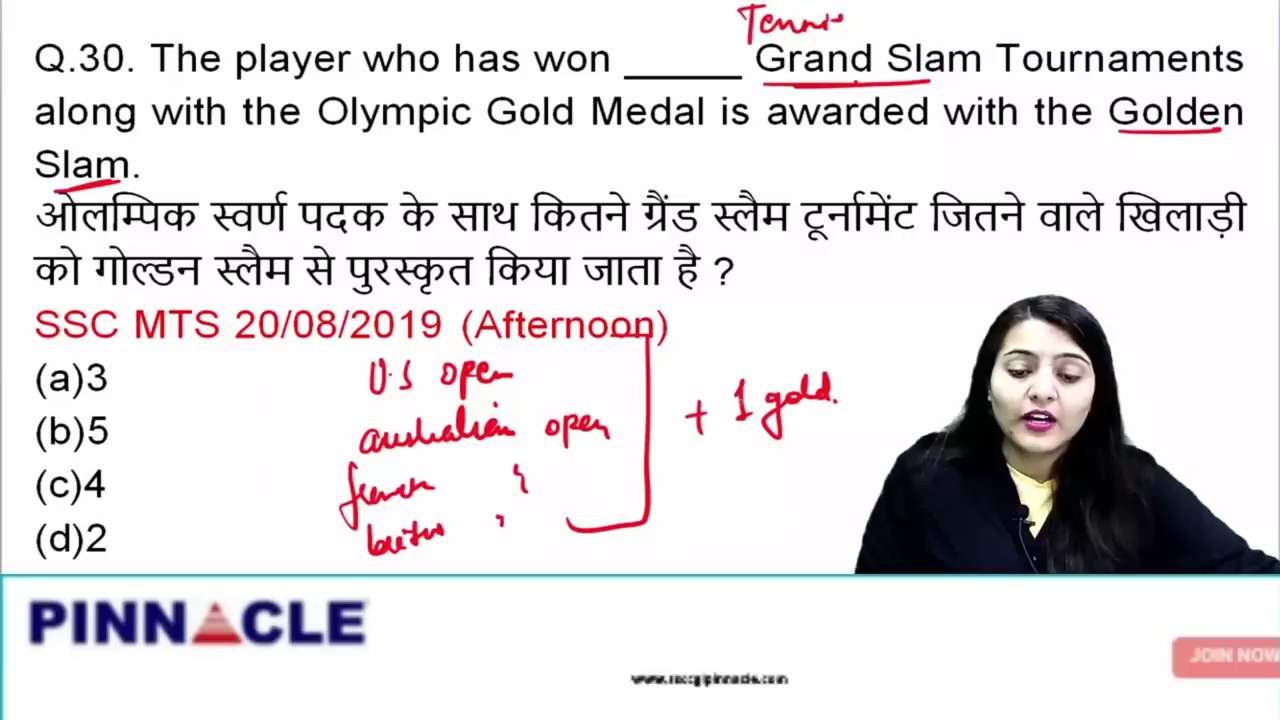 Tennis
Q.30. The player who has won _____ Grand Slam Tournaments
along with the Olympic Gold Medal is awarded with the Golden
Slam.
ओलम्पिक स्वर्ण पदक के साथ कितने ग्रैंड स्लैम टूर्नामेंट जितने वाले खिलाड़ी
को गोल्डन स्लैम से पुरस्कृत किया जाता है ?
SSC MTS 20/08/2019 (Afternoon)
(a)3
U.S open
(b)5
australian open
+ 1 gold.
(c)4
french "
(d)2
PINNACLE
JOIN NOW